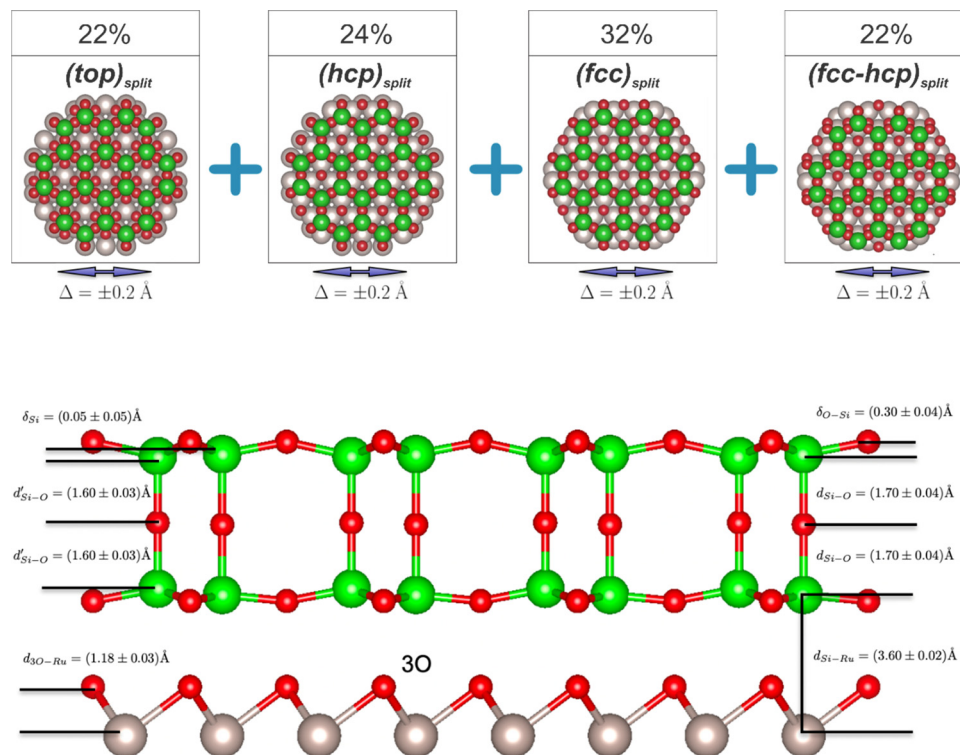 22%
24%
32%
22%
(top)split
(hcp)split
(fcc)split
(fcc-hcp)split
Δ = ±0.2 Å
Δ = ±0.2 Å
Δ = ±0.2 Å
Δ = ±0.2 Å
δSi = (0.05 ± 0.05)Å
δO−Si = (0.30 ± 0.04)Å
d′Si−O = (1.60 ± 0.03)Å
dSi−O = (1.70 ± 0.04)Å
d′Si−O = (1.60 ± 0.03)Å
dSi−O = (1.70 ± 0.04)Å
d3O−Ru = (1.18 ± 0.03)Å
3O
dSi−Ru = (3.60 ± 0.02)Å